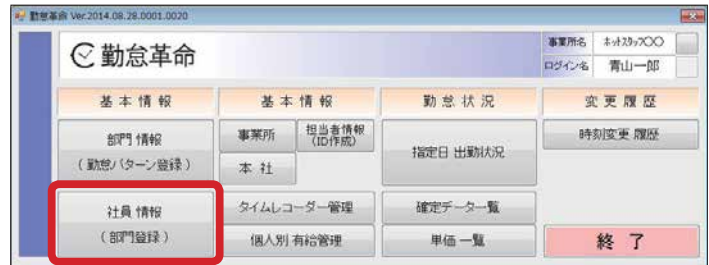 勤怠革命 Ver.2014.08.28.0001.0020
勤怠革命
事業所名 ネットスタッフ〇〇
ログイン名 青山一郎
基本情報 基本情報 勤怠状況 変更履歴
部門 情報
(勤怠パターン登録)
事業所
担当者情報
(ID作成)
本 社
指定日 出勤状況
時刻変更 履歴
社員 情報
(部門登録)
タイムレコーダー管理
確定データ一覧
個人別 有給管理
単価 一覧
終 了